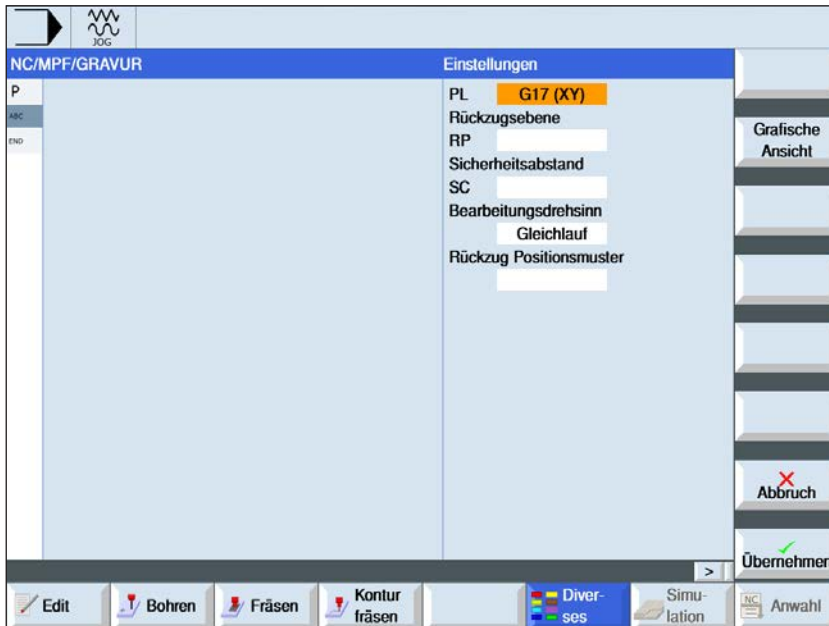 JOG
NC/MPF/GRAVUR
Einstellungen
P
ABC
END
PL G17 (XY)
Rückzugsebene
RP
Sicherheitsabstand
SC
Bearbeitungsdrehsinn
Gleichlauf
Rückzug Positionsmuster
Grafische
Ansicht
Abbruch
Übernehmen
>
Edit
Bohren
Fräsen
Kontur
fräsen
Diver-
ses
Simu-
lation
NC
Anwahl